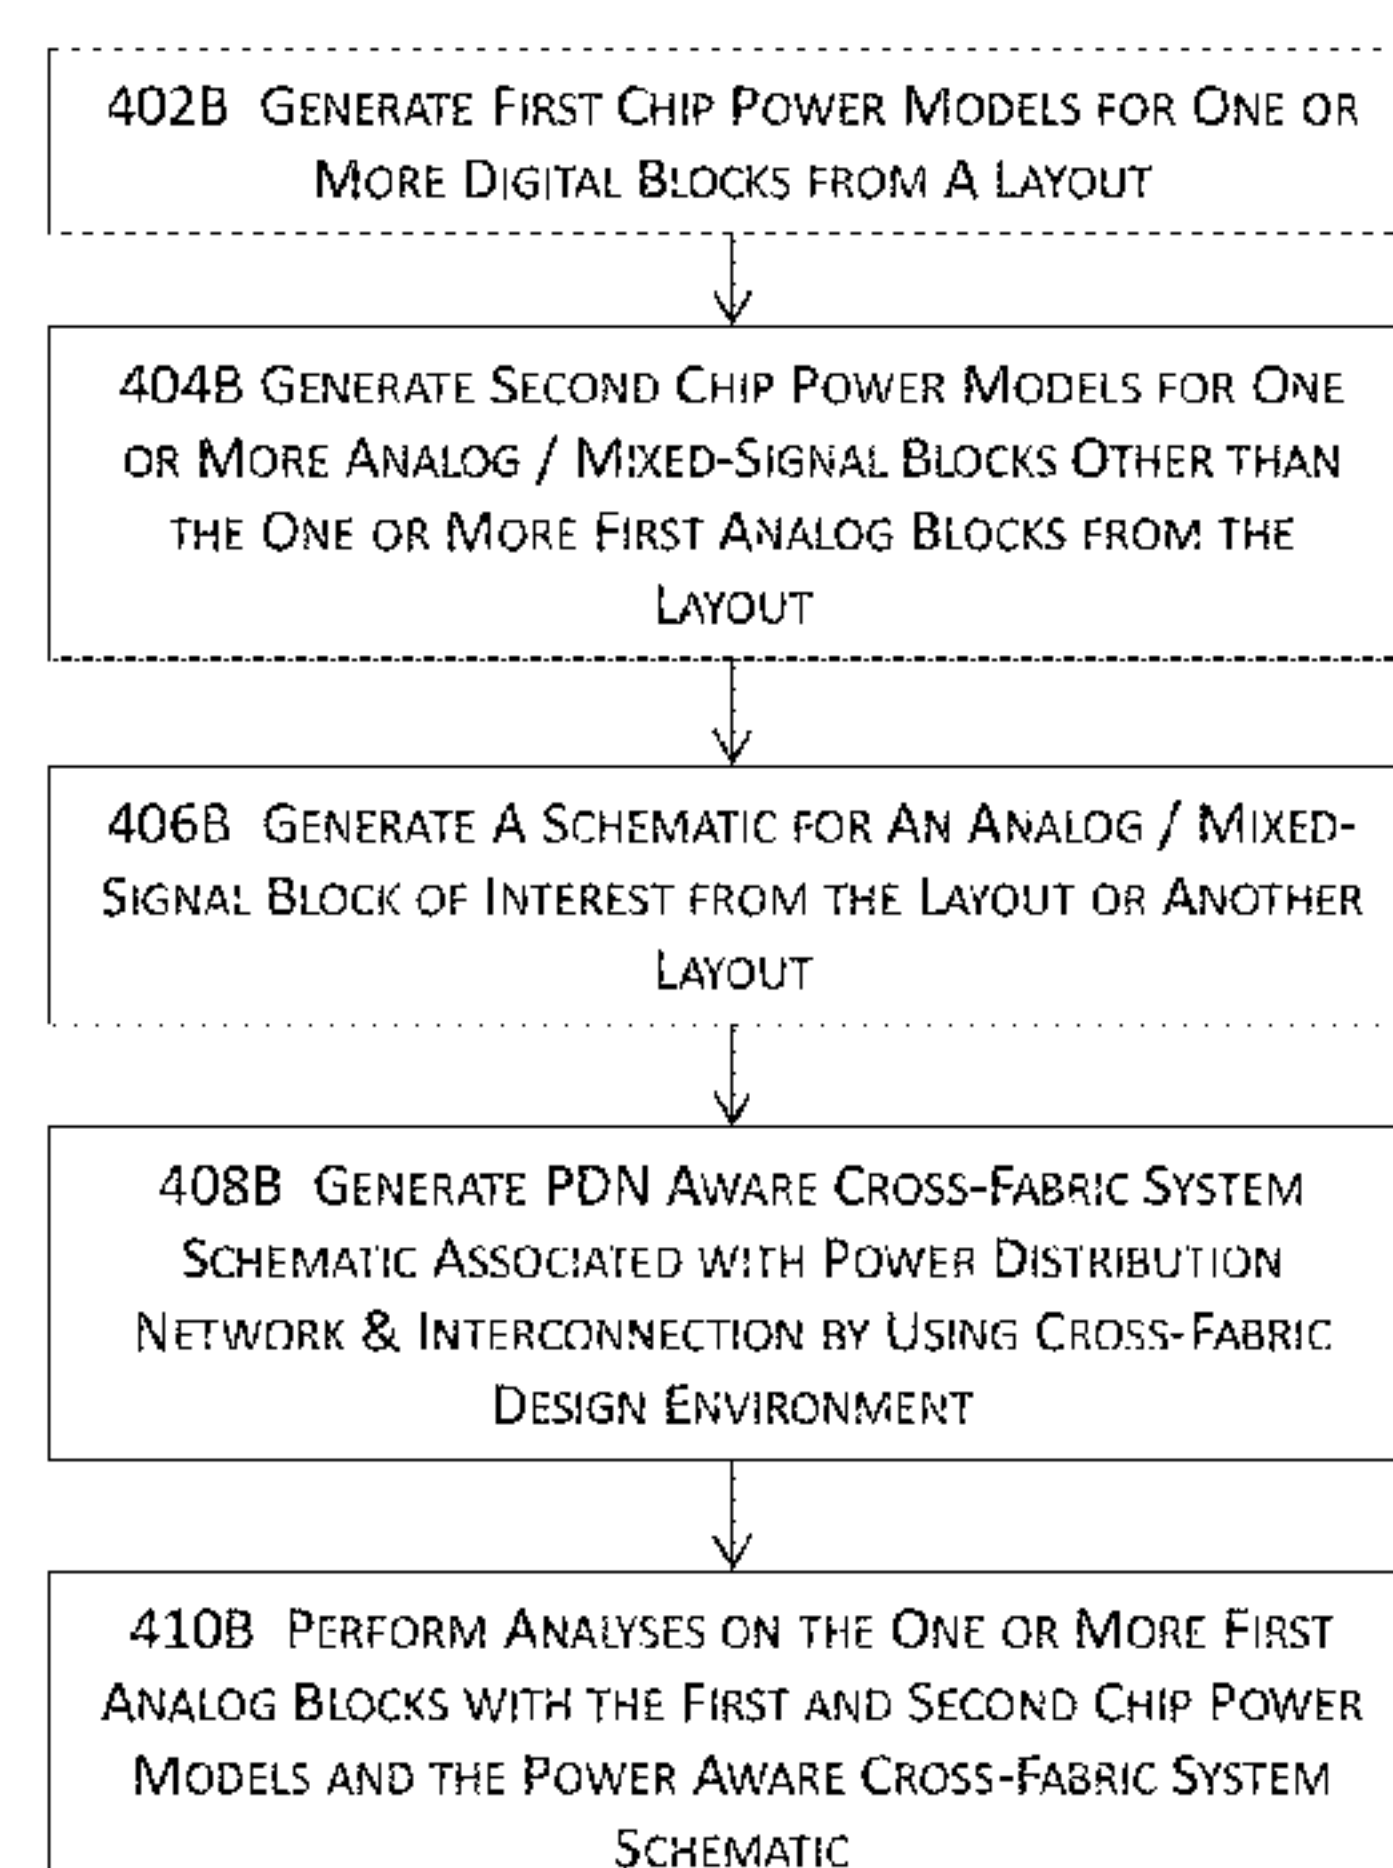 402B GENERATE FIRST CHIP POWER MODELS FOR ONE OR
MORE DIGITAL BLOCKS FROM A LAYOUT
404B GENERATE SECOND CHIP POWER MODELS FOR ONE
OR MORE ANALOG / MIXED-SIGNAL BLOCKS OTHER THAN
THE ONE OR MORE FIRST ANALOG BLOCKS FROM THE
LAYOUT
406B GENERATE A SCHEMATIC FOR AN ANALOG / MIXED-
SIGNAL BLOCK OF INTEREST FROM THE LAYOUT OR ANOTHER
LAYOUT
408B GENERATE PDN AWARE CROSS-FABRIC SYSTEM
SCHEMATIC ASSOCIATED WITH POWER DISTRIBUTION
NETWORK & INTERCONNECTION BY USING CROSS-FABRIC
DESIGN ENVIRONMENT
410B PERFORM ANALYSES ON THE ONE OR MORE FIRST
ANALOG BLOCKS WITH THE FIRST AND SECOND CHIP POWER
MODELS AND THE POWER AWARE CROSS-FABRIC SYSTEM
SCHEMATIC